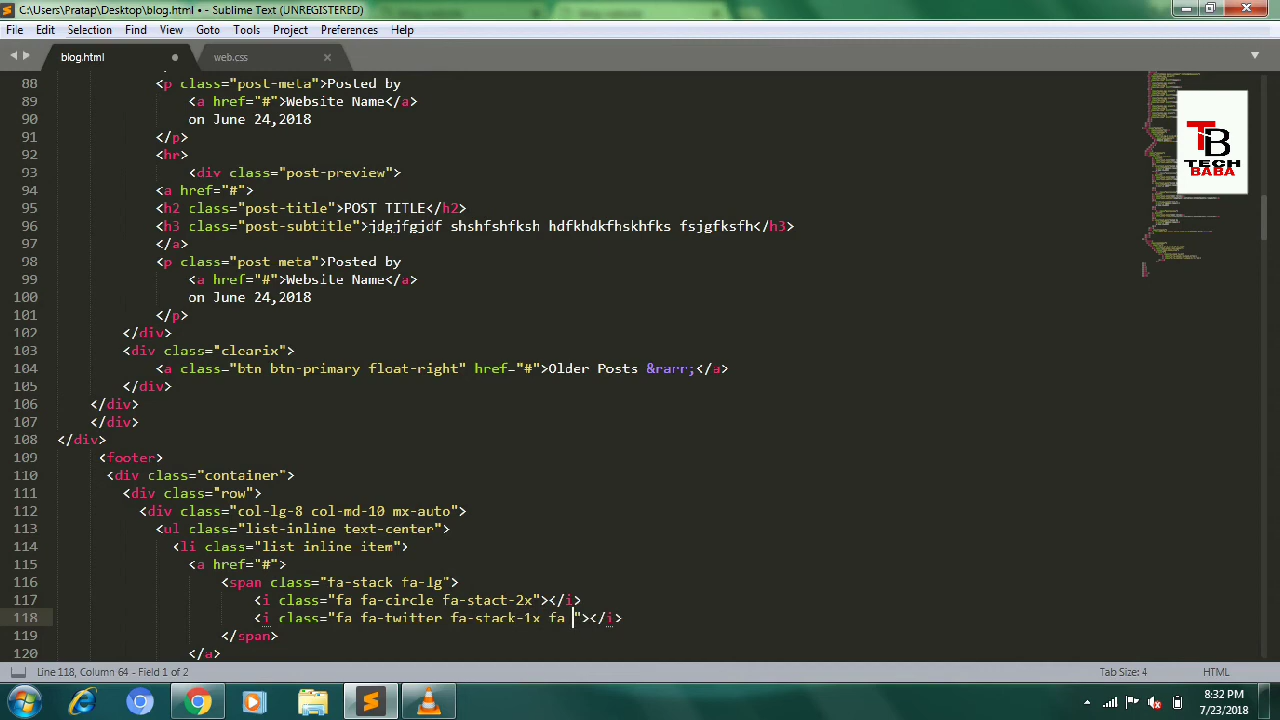 C:\Users\Pratap\Desktop\blog.html • - Sublime Text (UNREGISTERED)
File Edit Selection Find View Goto Tools Project Preferences Help
blog.html web.css
88 <p class="post-meta">Posted by
89 <a href="#">Website Name</a>
90 on June 24,2018
91 </p>
92 <hr>
93 <div class="post-preview">
94 <a href="#">
95 <h2 class="post-title">POST TITLE</h2>
96 <h3 class="post-subtitle">jdgjfgjdf shdhfshfksh hdfkhdkfhskhfks fsjgfksfh</h3>
97 </a>
98 <p class="post meta">Posted by
99 <a href="#">Website Name</a>
100 on June 24,2018
101 </p>
102 </div>
103 <div class="clearix">
104 <a class="btn btn-primary float-right" href="#">Older Posts &rarr;</a>
105 </div>
106 </div>
107 </div>
108 </div>
109 <footer>
110 <div class="container">
111 <div class="row">
112 <div class="col-lg-8 col-md-10 mx-auto">
113 <ul class="list-inline text-center">
114 <li class="list inline item">
115 <a href="#">
116 <span class="fa-stack fa-lg">
117 <i class="fa fa-circle fa-stact-2x"></i>
118 <i class="fa fa-twitter fa-stack-1x fa "></i>
119 </span>
120 </a>
TB
TECH
BABA
Line 118, Column 64 - Field 1 of 2 Tab Size: 4 HTML
8:32 PM
7/23/2018